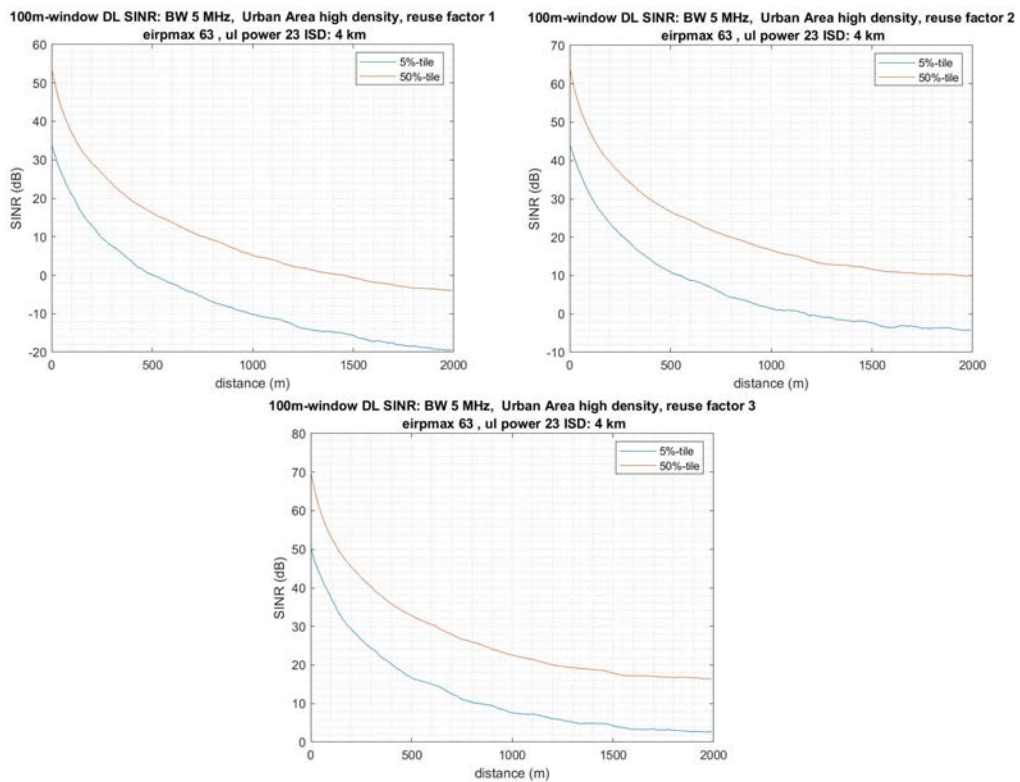 100m-window DL SINR: BW 5 MHz, Urban Area high density, reuse factor 1
eirpmax 63 , ul power 23 ISD: 4 km
60
50
40
30
20
10
0
-10
-20
SINR (dB)
5%-tile
50%-tile
0 500 1000 1500 2000
distance (m)
100m-window DL SINR: BW 5 MHz, Urban Area high density, reuse factor 2
eirpmax 63 , ul power 23 ISD: 4 km
70
60
50
40
30
20
10
0
-10
SINR (dB)
5%-tile
50%-tile
0 500 1000 1500 2000
distance (m)
100m-window DL SINR: BW 5 MHz, Urban Area high density, reuse factor 3
eirpmax 63 , ul power 23 ISD: 4 km
80
70
60
50
40
30
20
10
0
SINR (dB)
5%-tile
50%-tile
0 500 1000 1500 2000
distance (m)